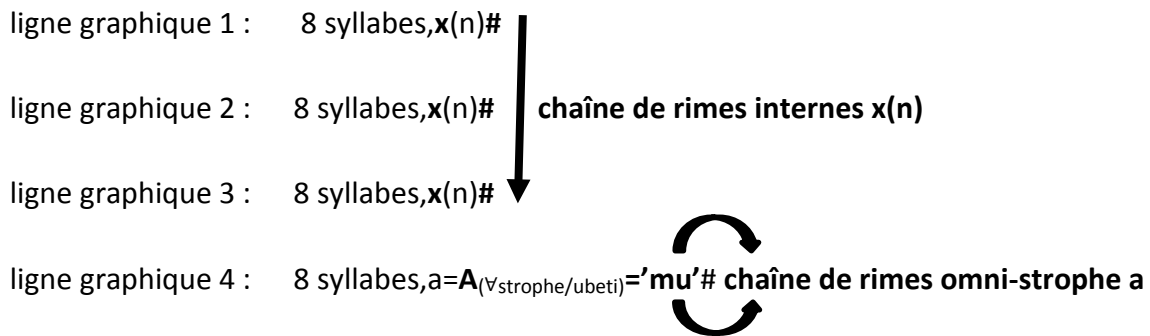 ligne graphique 1 : 8 syllabes,x(n)#
ligne graphique 2 : 8 syllabes,x(n)# chaîne de rimes internes x(n)
ligne graphique 3 : 8 syllabes,x(n)#
ligne graphique 4 : 8 syllabes,a=A(∀strophe/ubeti)=’mu’# chaîne de rimes omni-strophe a